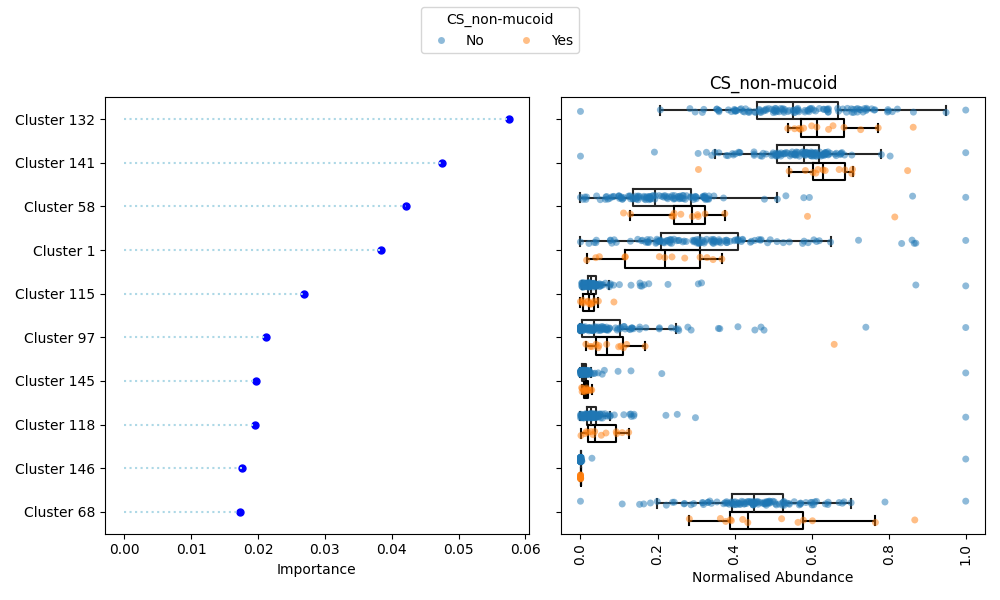 CS_non-mucoid
No Yes
CS_non-mucoid
Cluster 132
Cluster 141
Cluster 58
Cluster 1
Cluster 115
Cluster 97
Cluster 145
Cluster 118
Cluster 146
Cluster 68
0.00 0.01 0.02 0.03 0.04 0.05 0.06
Importance
0.0 0.2 0.4 0.6 0.8 1.0
Normalised Abundance